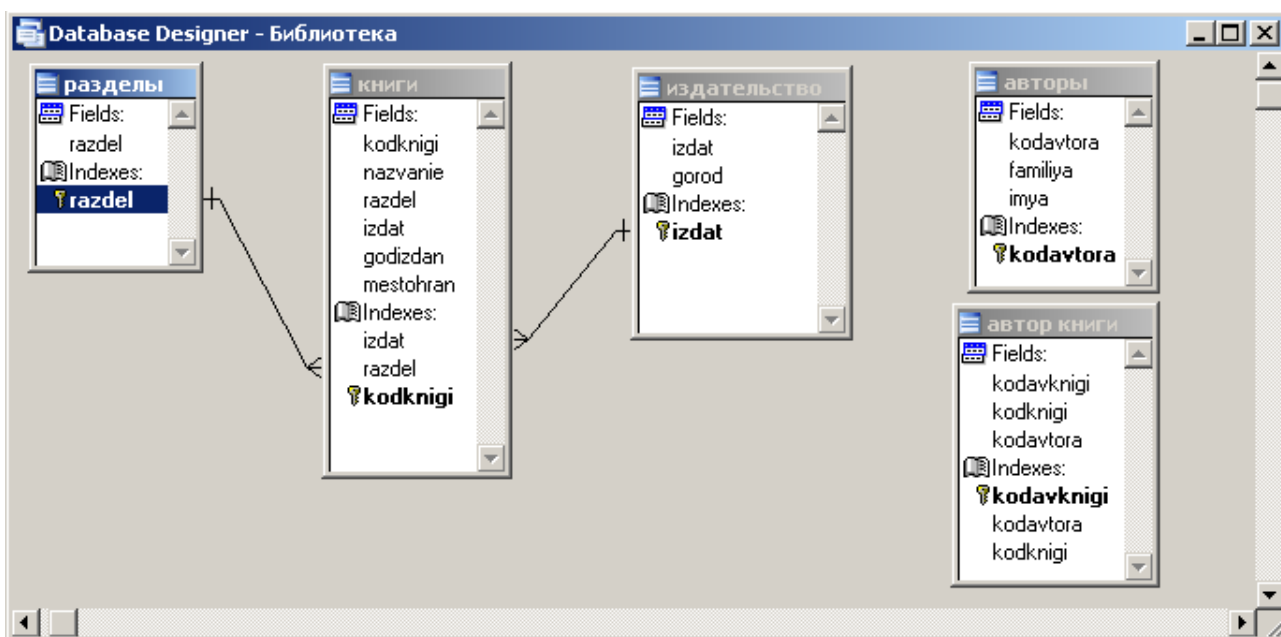 Database Designer - Библиотека
разделы
Fields:
razdel
Indexes:
razdel
книги
Fields:
kodknigi
nazvanie
razdel
izdat
godizdan
mestohran
Indexes:
izdat
razdel
kodknigi
издательство
Fields:
izdat
gorod
Indexes:
izdat
авторы
Fields:
kodavtora
familiya
imya
Indexes:
kodavtora
автор книги
Fields:
kodavknigi
kodknigi
kodavtora
Indexes:
kodavknigi
kodavtora
kodknigi